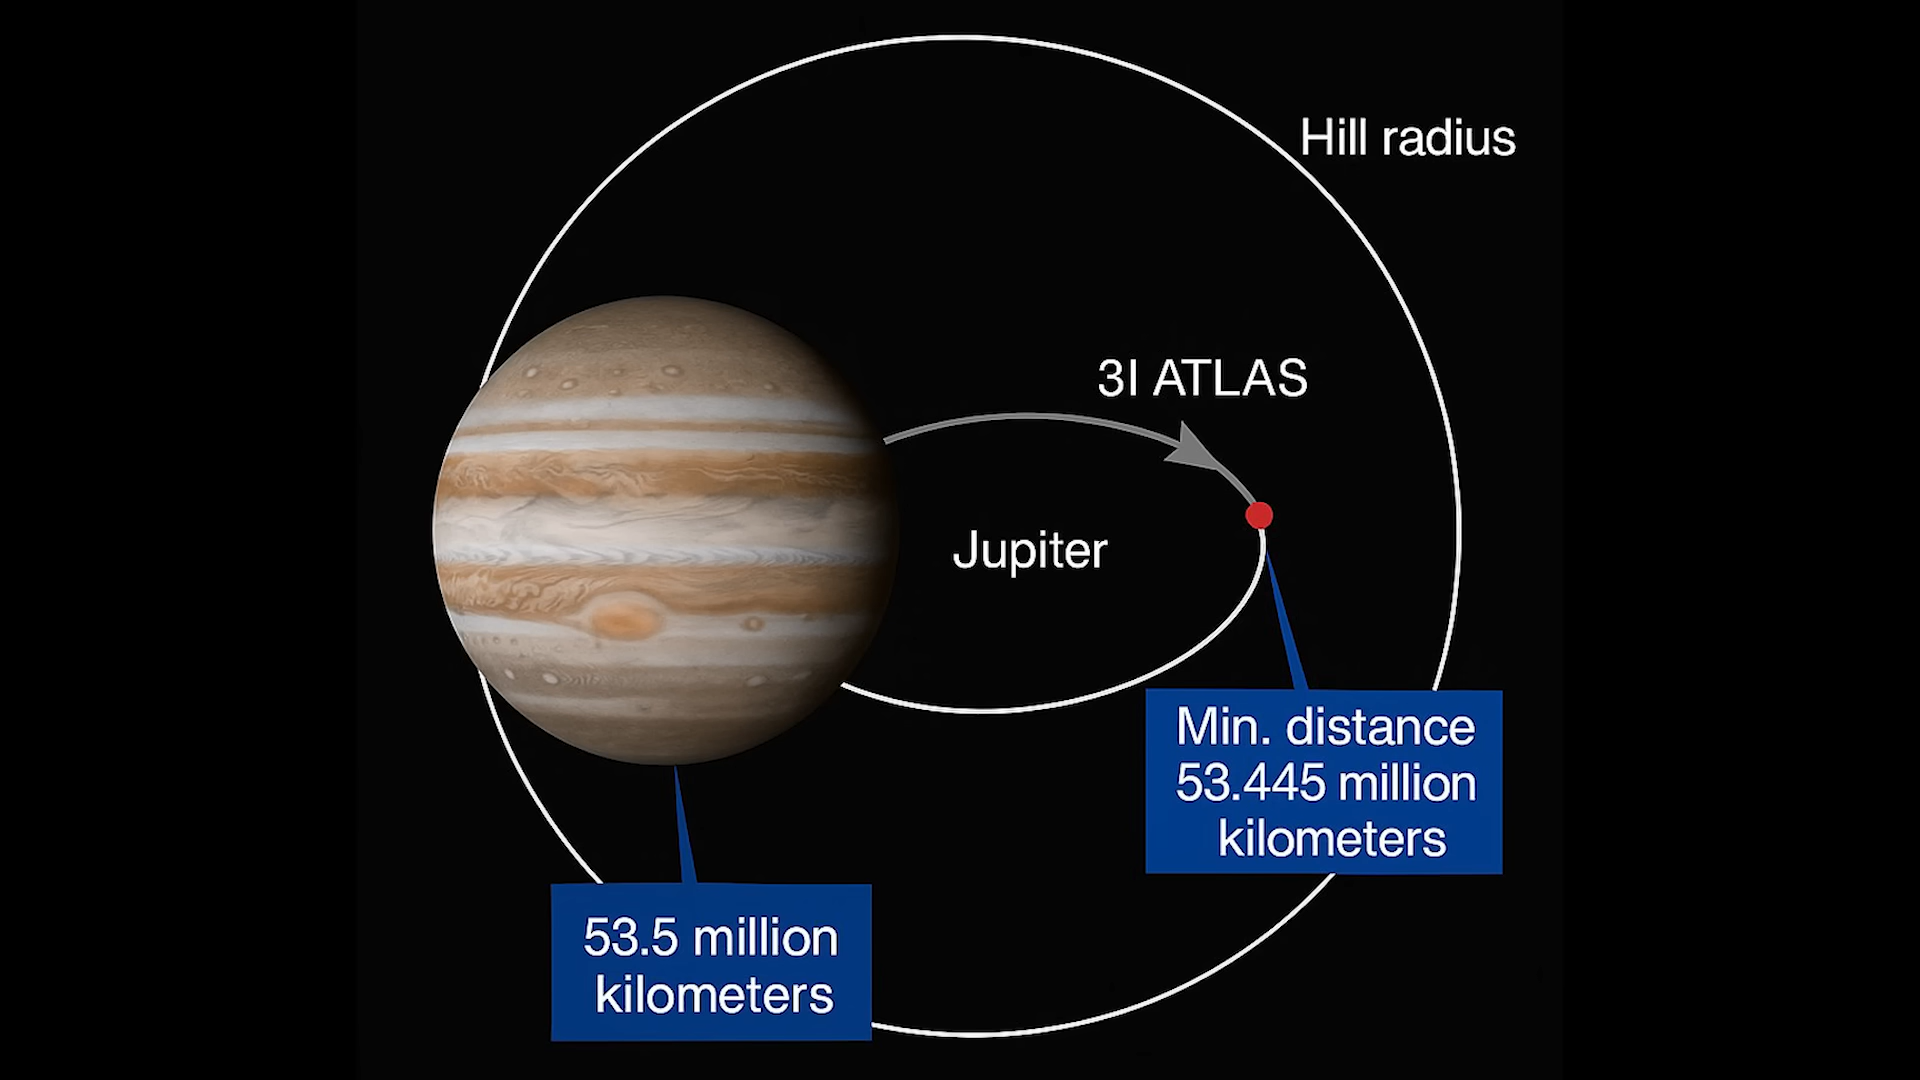 Hill radius
3I ATLAS
Jupiter
Min. distance
53.445 million
kilometers
53.5 million
kilometers